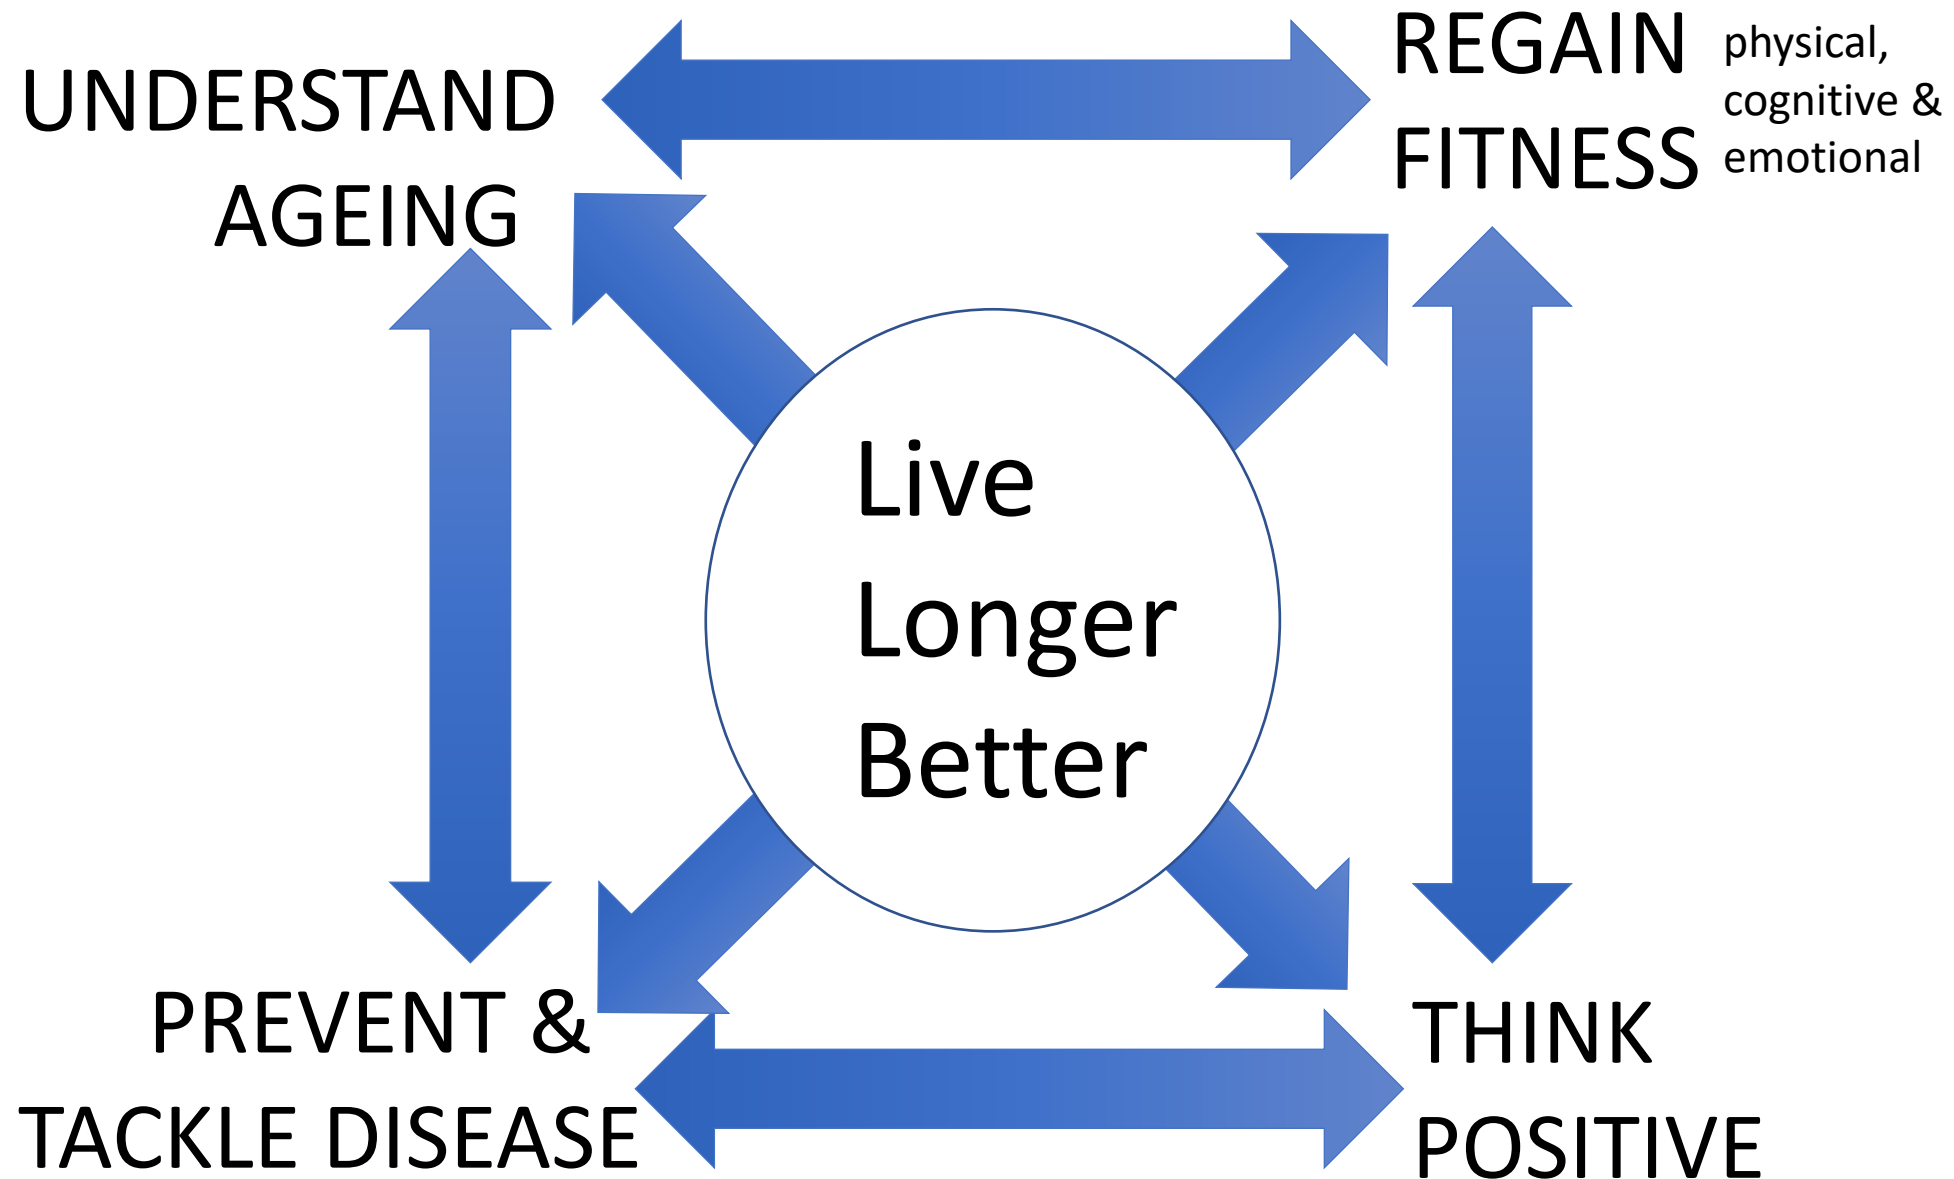 UNDERSTAND
AGEING
REGAIN
FITNESS
physical,
cognitive &
emotional
Live
Longer
Better
PREVENT &
TACKLE DISEASE
THINK
POSITIVE